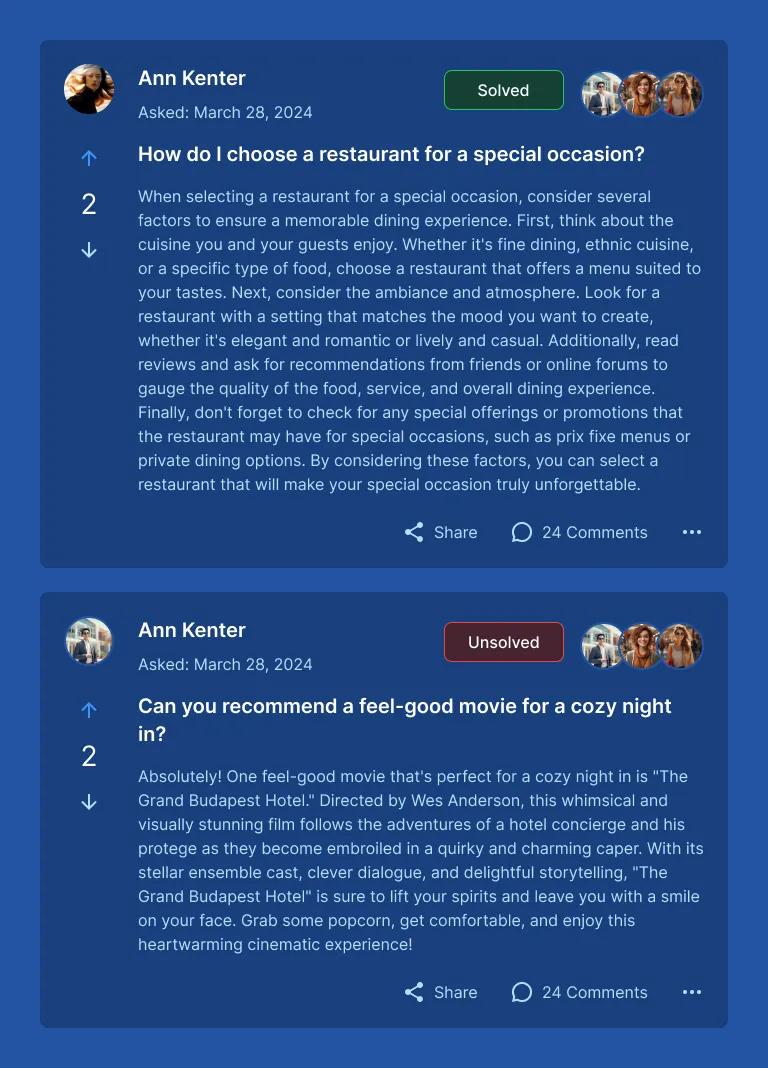 Ann Kenter
Solved
Asked: March 28, 2024
How do I choose a restaurant for a special occasion?
2
When selecting a restaurant for a special occasion, consider several
factors to ensure a memorable dining experience. First, think about the
cuisine you and your guests enjoy. Whether it's fine dining, ethnic cuisine,
or a specific type of food, choose a restaurant that offers a menu suited to
your tastes. Next, consider the ambiance and atmosphere. Look for a
restaurant with a setting that matches the mood you want to create,
whether it's elegant and romantic or lively and casual. Additionally, read
reviews and ask for recommendations from friends or online forums to
gauge the quality of the food, service, and overall dining experience.
Finally, don't forget to check for any special offerings or promotions that
the restaurant may have for special occasions, such as prix fixe menus or
private dining options. By considering these factors, you can select a
restaurant that will make your special occasion truly unforgettable.
Share
24 Comments
Ann Kenter
Unsolved
Asked: March 28, 2024
Can you recommend a feel-good movie for a cozy night
in?
2
Absolutely! One feel-good movie that's perfect for a cozy night in is "The
Grand Budapest Hotel." Directed by Wes Anderson, this whimsical and
visually stunning film follows the adventures of a hotel concierge and his
protege as they become embroiled in a quirky and charming caper. With its
stellar ensemble cast, clever dialogue, and delightful storytelling, "The
Grand Budapest Hotel" is sure to lift your spirits and leave you with a smile
on your face. Grab some popcorn, get comfortable, and enjoy this
heartwarming cinematic experience!
Share
24 Comments